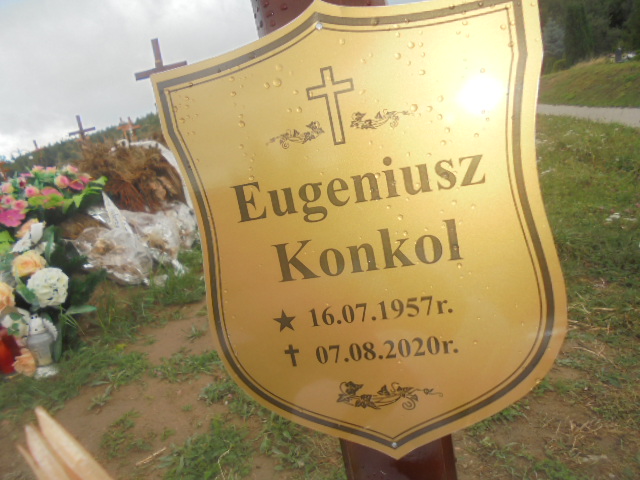 Eugeniusz
Konkol
★ 16.07.1957r.
✝ 07.08.2020r.